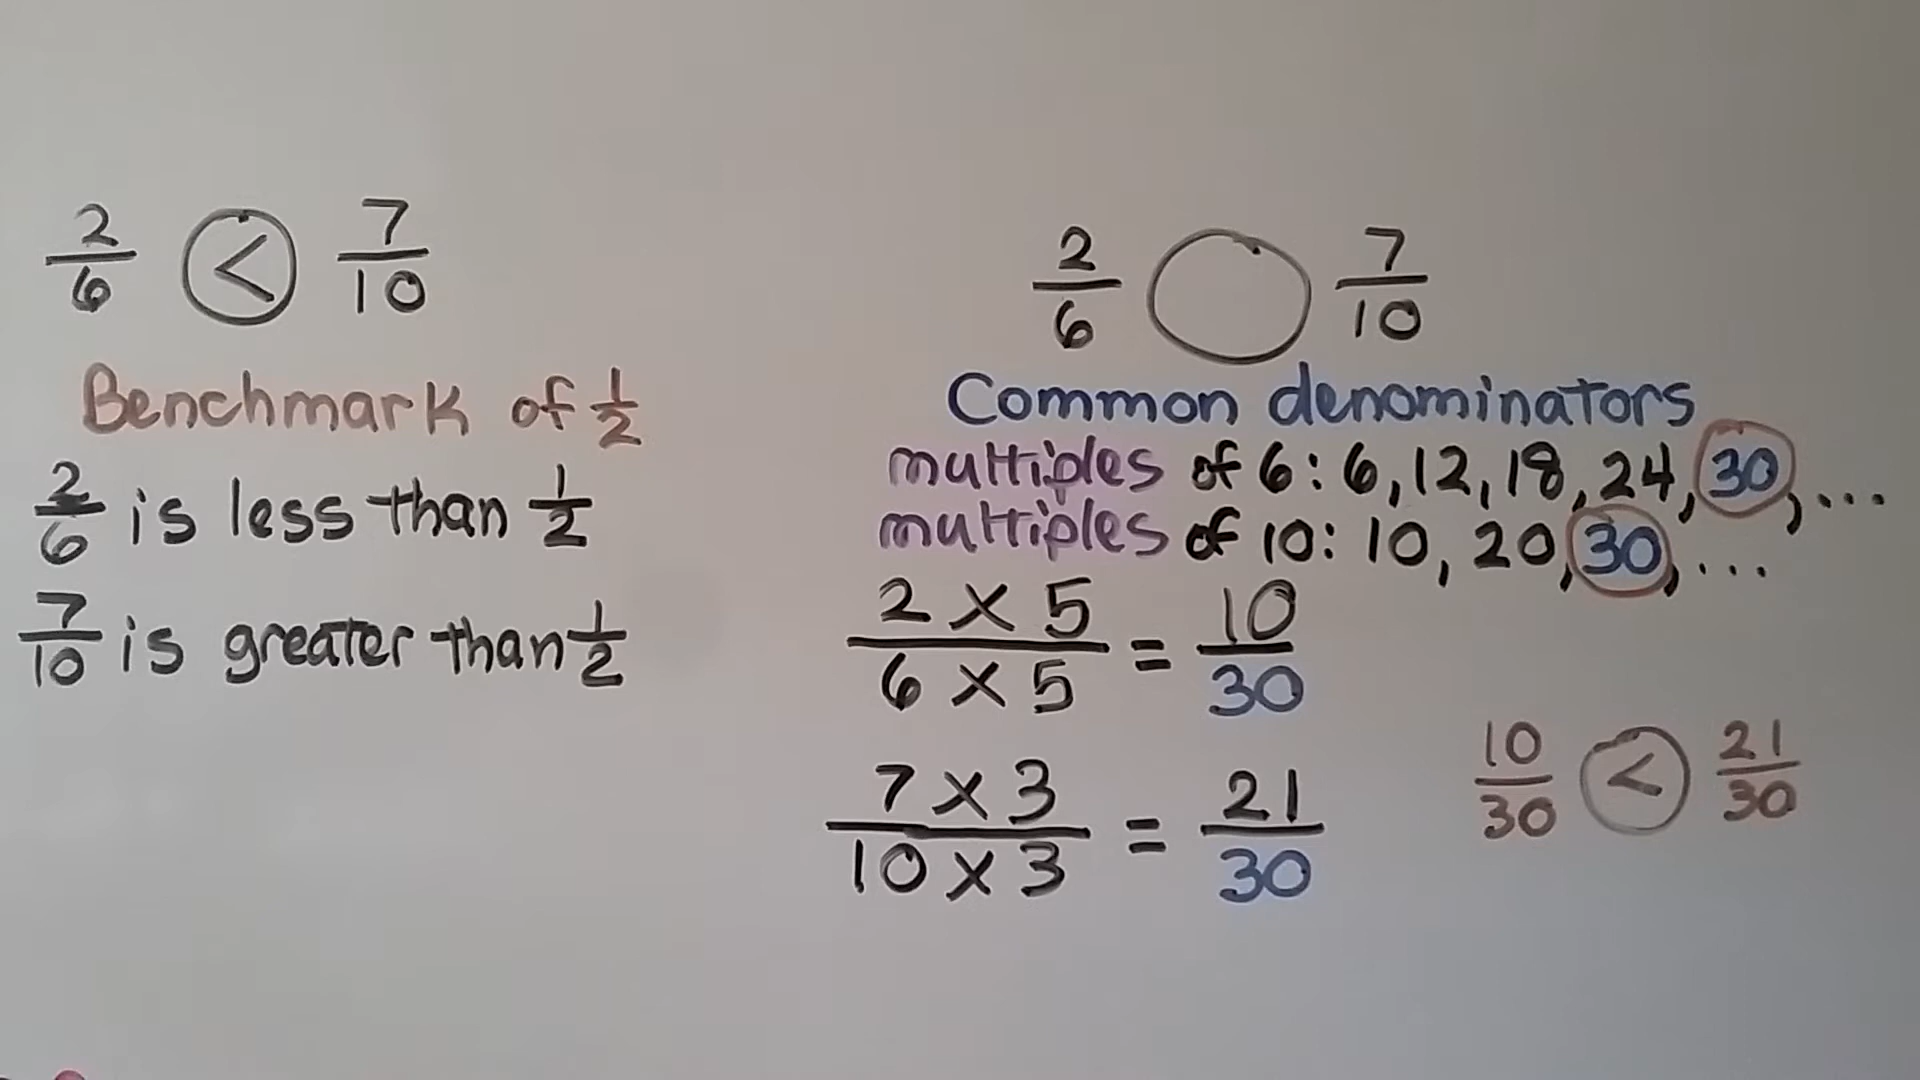 2/6 < 7/10
Benchmark of 1/2
2/6 is less than 1/2
7/10 is greater than 1/2
2/6 7/10
Common denominators
multiples of 6: 6, 12, 18, 24, 30, ...
multiples of 10: 10, 20, 30, ...
2 × 5 / 6 × 5 = 10/30
7 × 3 / 10 × 3 = 21/30
10/30 < 21/30